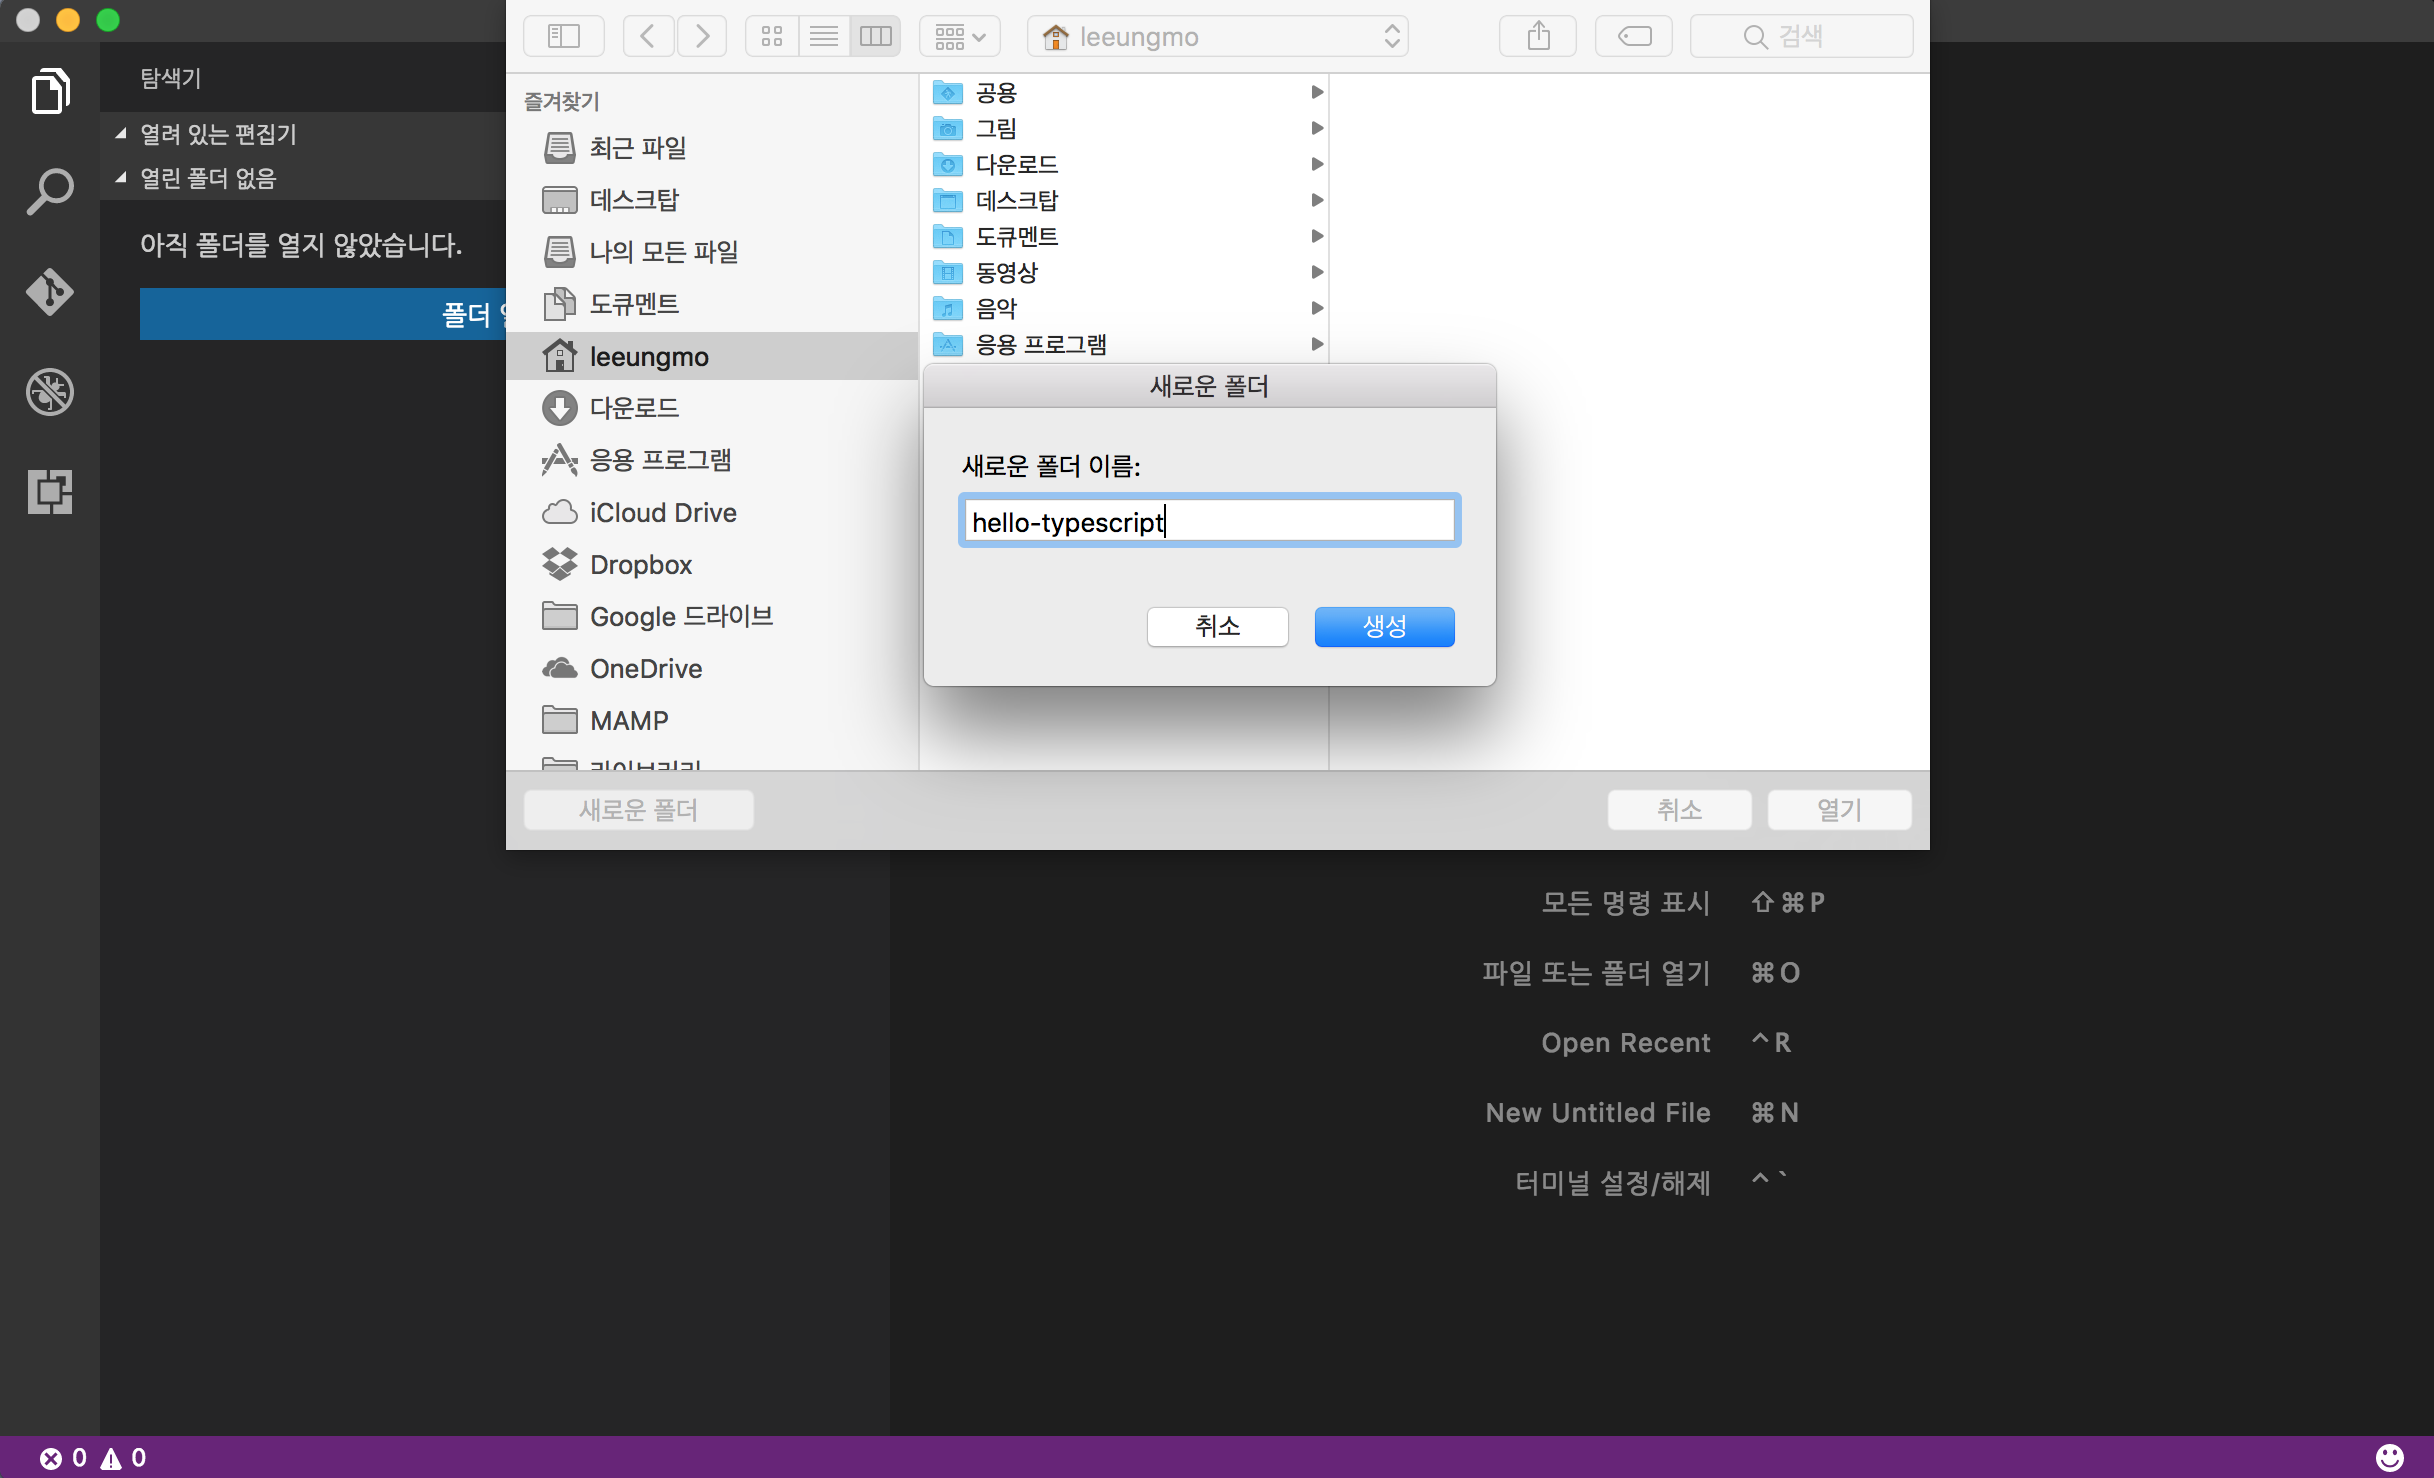 leeungmo
검색
탐색기
열려 있는 편집기
열린 폴더 없음
아직 폴더를 열지 않았습니다.
폴더
즐겨찾기
최근 파일
데스크탑
나의 모든 파일
도큐멘트
leeungmo
다운로드
응용 프로그램
iCloud Drive
Dropbox
Google 드라이브
OneDrive
MAMP
라이브러리
공용
그림
다운로드
데스크탑
도큐멘트
동영상
음악
응용 프로그램
새로운 폴더
새로운 폴더 이름:
hello-typescript
취소
생성
새로운 폴더
취소
열기
모든 명령 표시 ⇧⌘P
파일 또는 폴더 열기 ⌘O
Open Recent ^R
New Untitled File ⌘N
터미널 설정/해제 ^`
0 0